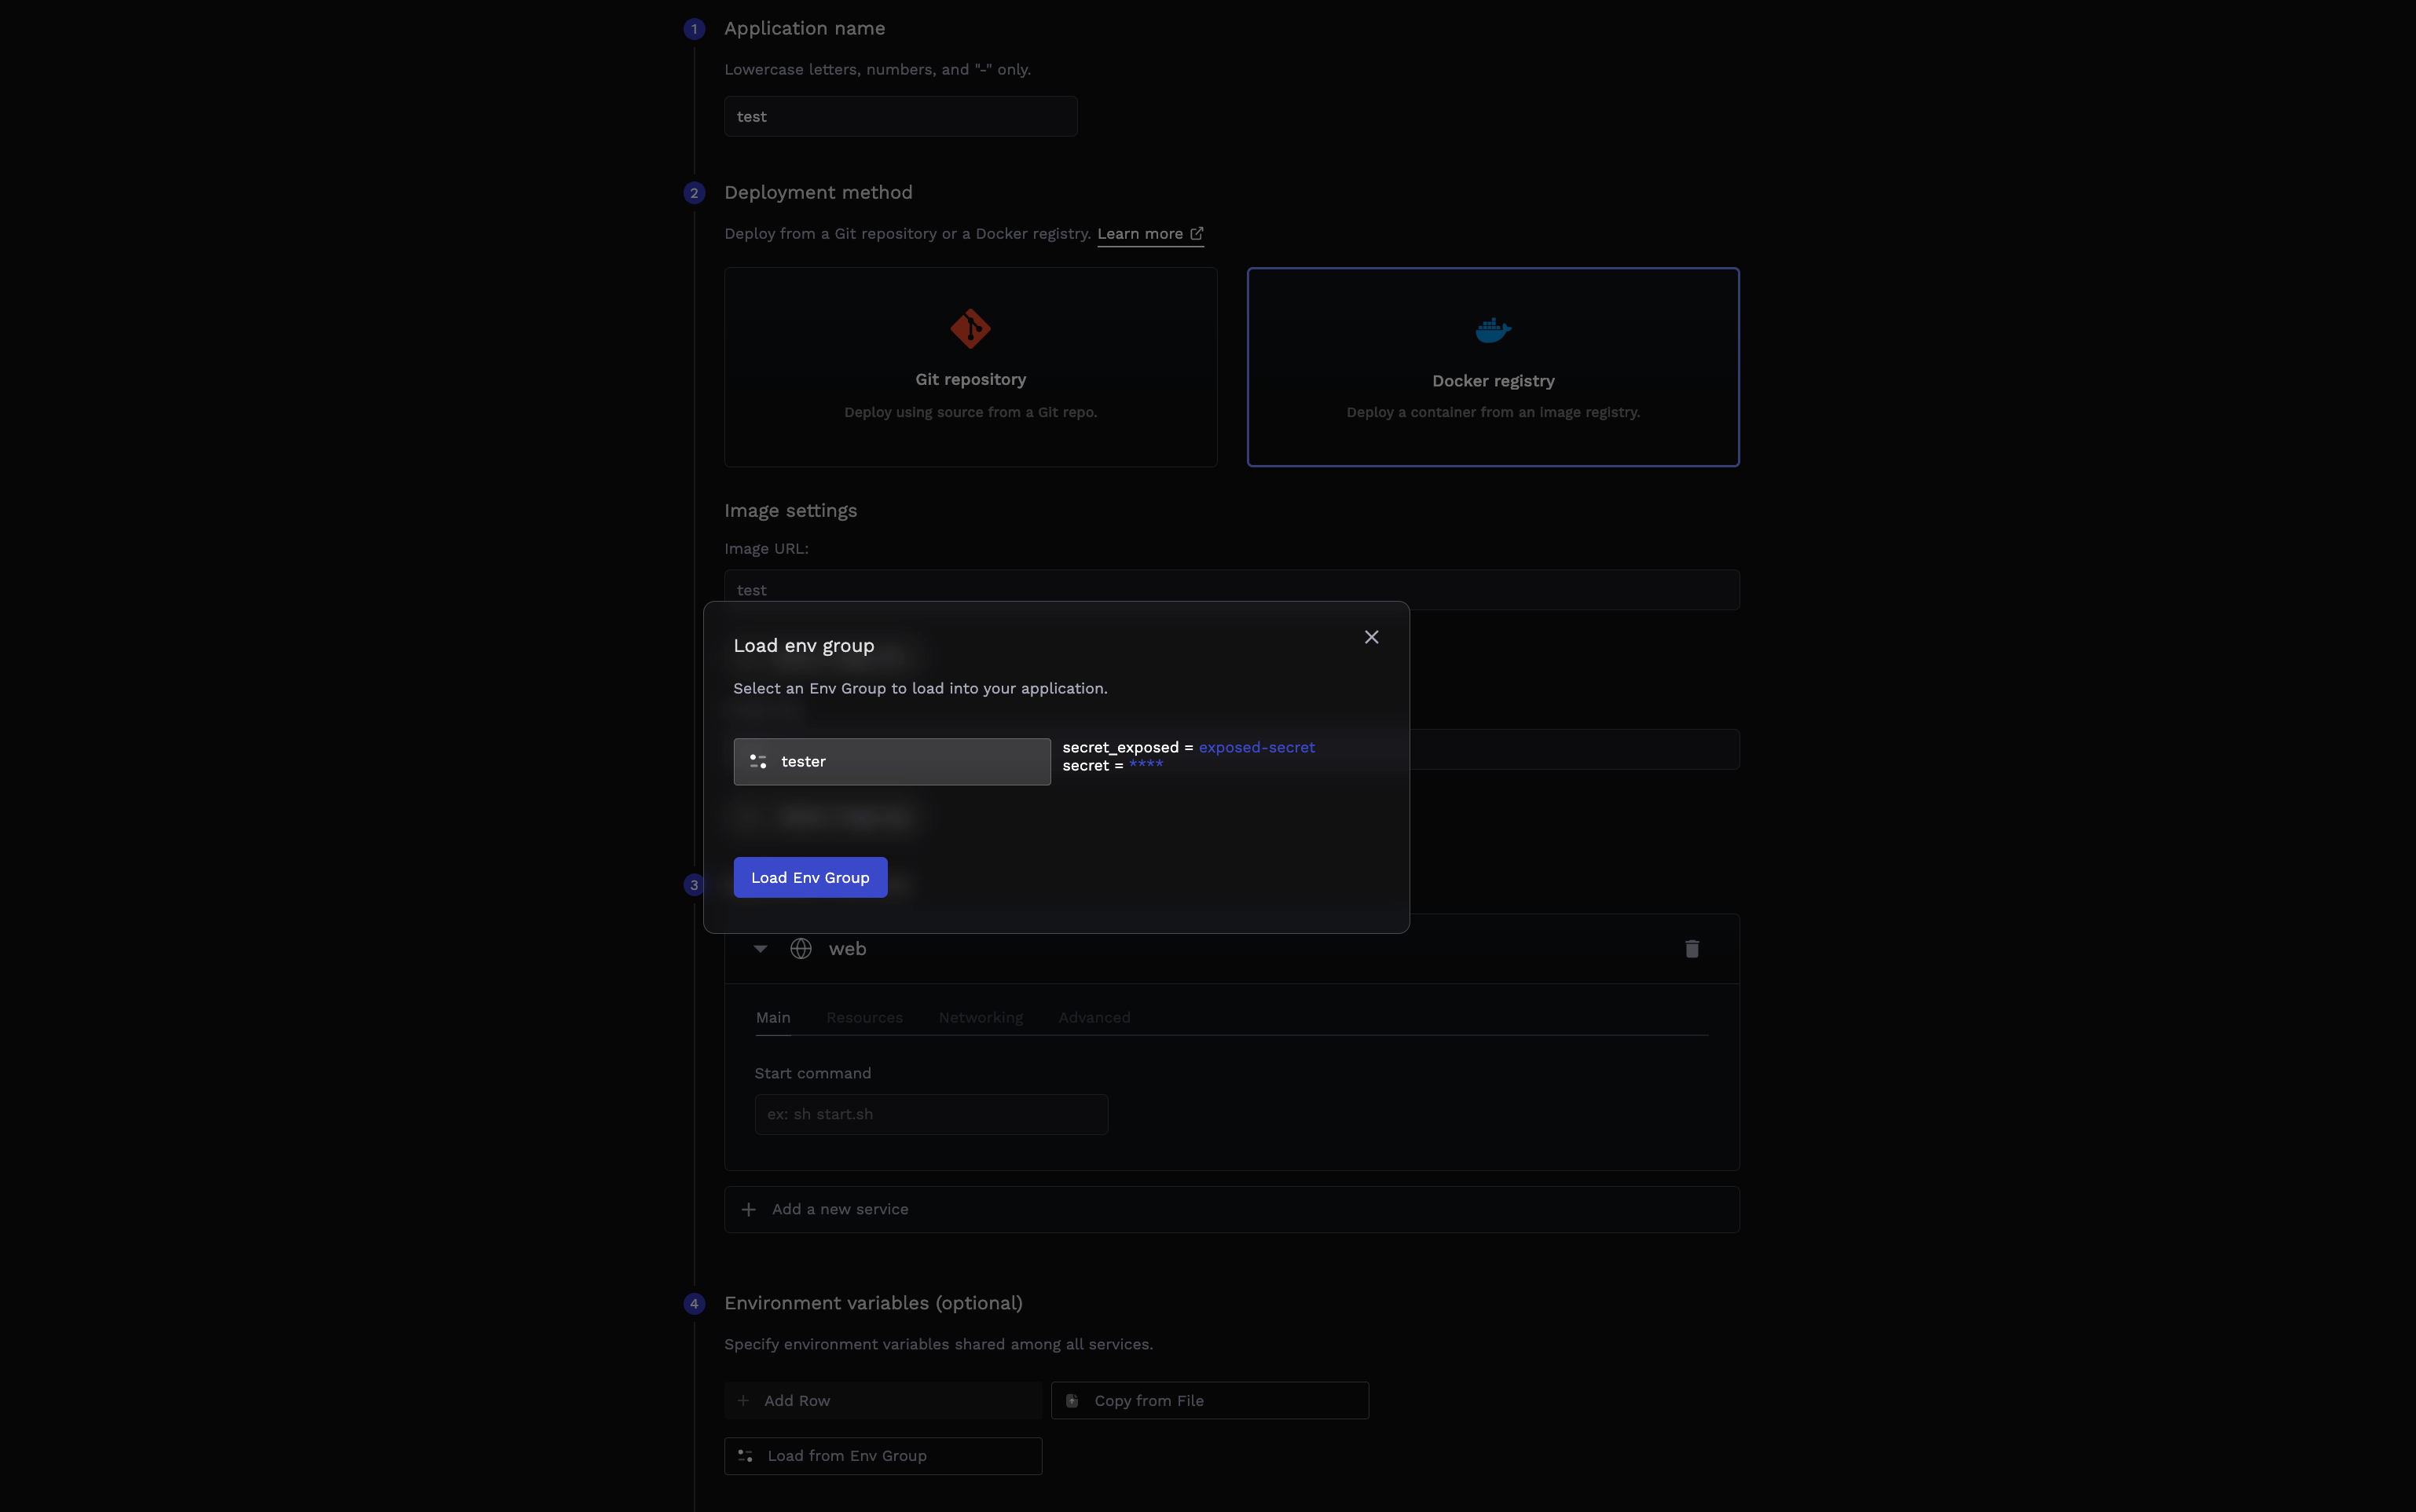 1 Application name
Lowercase letters, numbers, and "-" only.
test
2 Deployment method
Deploy from a Git repository or a Docker registry. Learn more
Git repository
Deploy using source from a Git repo.
Docker registry
Deploy a container from an image registry.
Image settings
Image URL:
test
Load env group
Select an Env Group to load into your application.
tester
secret_exposed = exposed-secret
secret = ****
Load Env Group
3
web
Main Resources Networking Advanced
Start command
ex: sh start.sh
Add a new service
4 Environment variables (optional)
Specify environment variables shared among all services.
Add Row
Copy from File
Load from Env Group